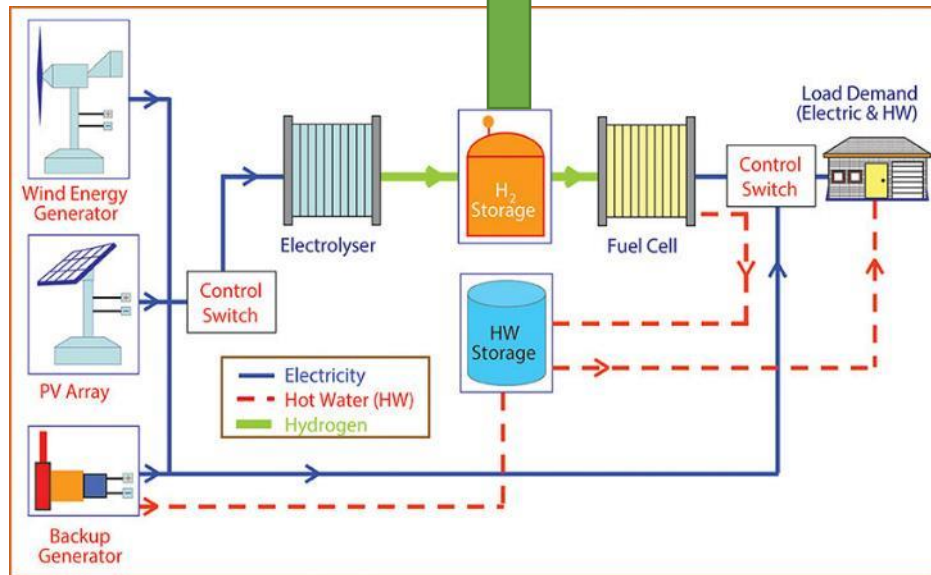 Wind Energy
Generator
PV Array
Backup
Generator
Control
Switch
Electrolyser
H2
Storage
Fuel Cell
Control
Switch
Load Demand
(Electric & HW)
HW
Storage
Electricity
Hot Water (HW)
Hydrogen